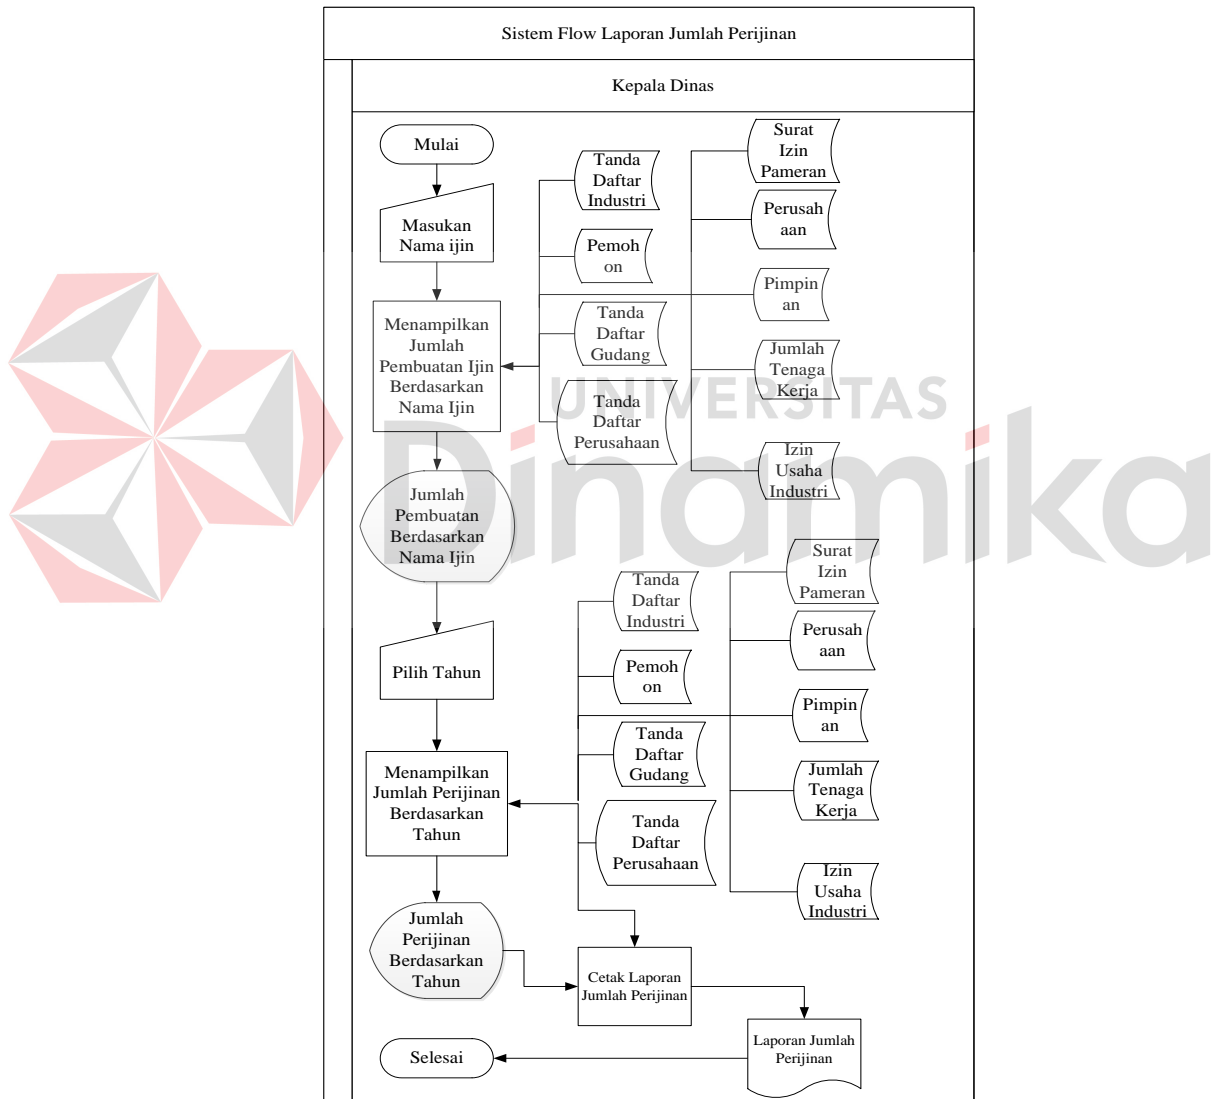 Sistem Flow Laporan Jumlah Perijinan
Kepala Dinas
Mulai
Masukan
Nama ijin
Menampilkan
Jumlah
Pembuatan Ijin
Berdasarkan
Nama Ijin
Tanda
Daftar
Industri
Pemoh
on
Tanda
Daftar
Gudang
Tanda
Daftar
Perusahaan
Surat
Izin
Pameran
Perusah
aan
Pimpin
an
Jumlah
Tenaga
Kerja
Izin
Usaha
Industri
UNIVERSITAS
Dinamika
Jumlah
Pembuatan
Berdasarkan
Nama Ijin
Pilih Tahun
Menampilkan
Jumlah Perijinan
Berdasarkan
Tahun
Tanda
Daftar
Industri
Pemoh
on
Tanda
Daftar
Gudang
Tanda
Daftar
Perusahaan
Surat
Izin
Pameran
Perusah
aan
Pimpin
an
Jumlah
Tenaga
Kerja
Izin
Usaha
Industri
Jumlah
Perijinan
Berdasarkan
Tahun
Cetak Laporan
Jumlah Perijinan
Laporan Jumlah
Perijinan
Selesai